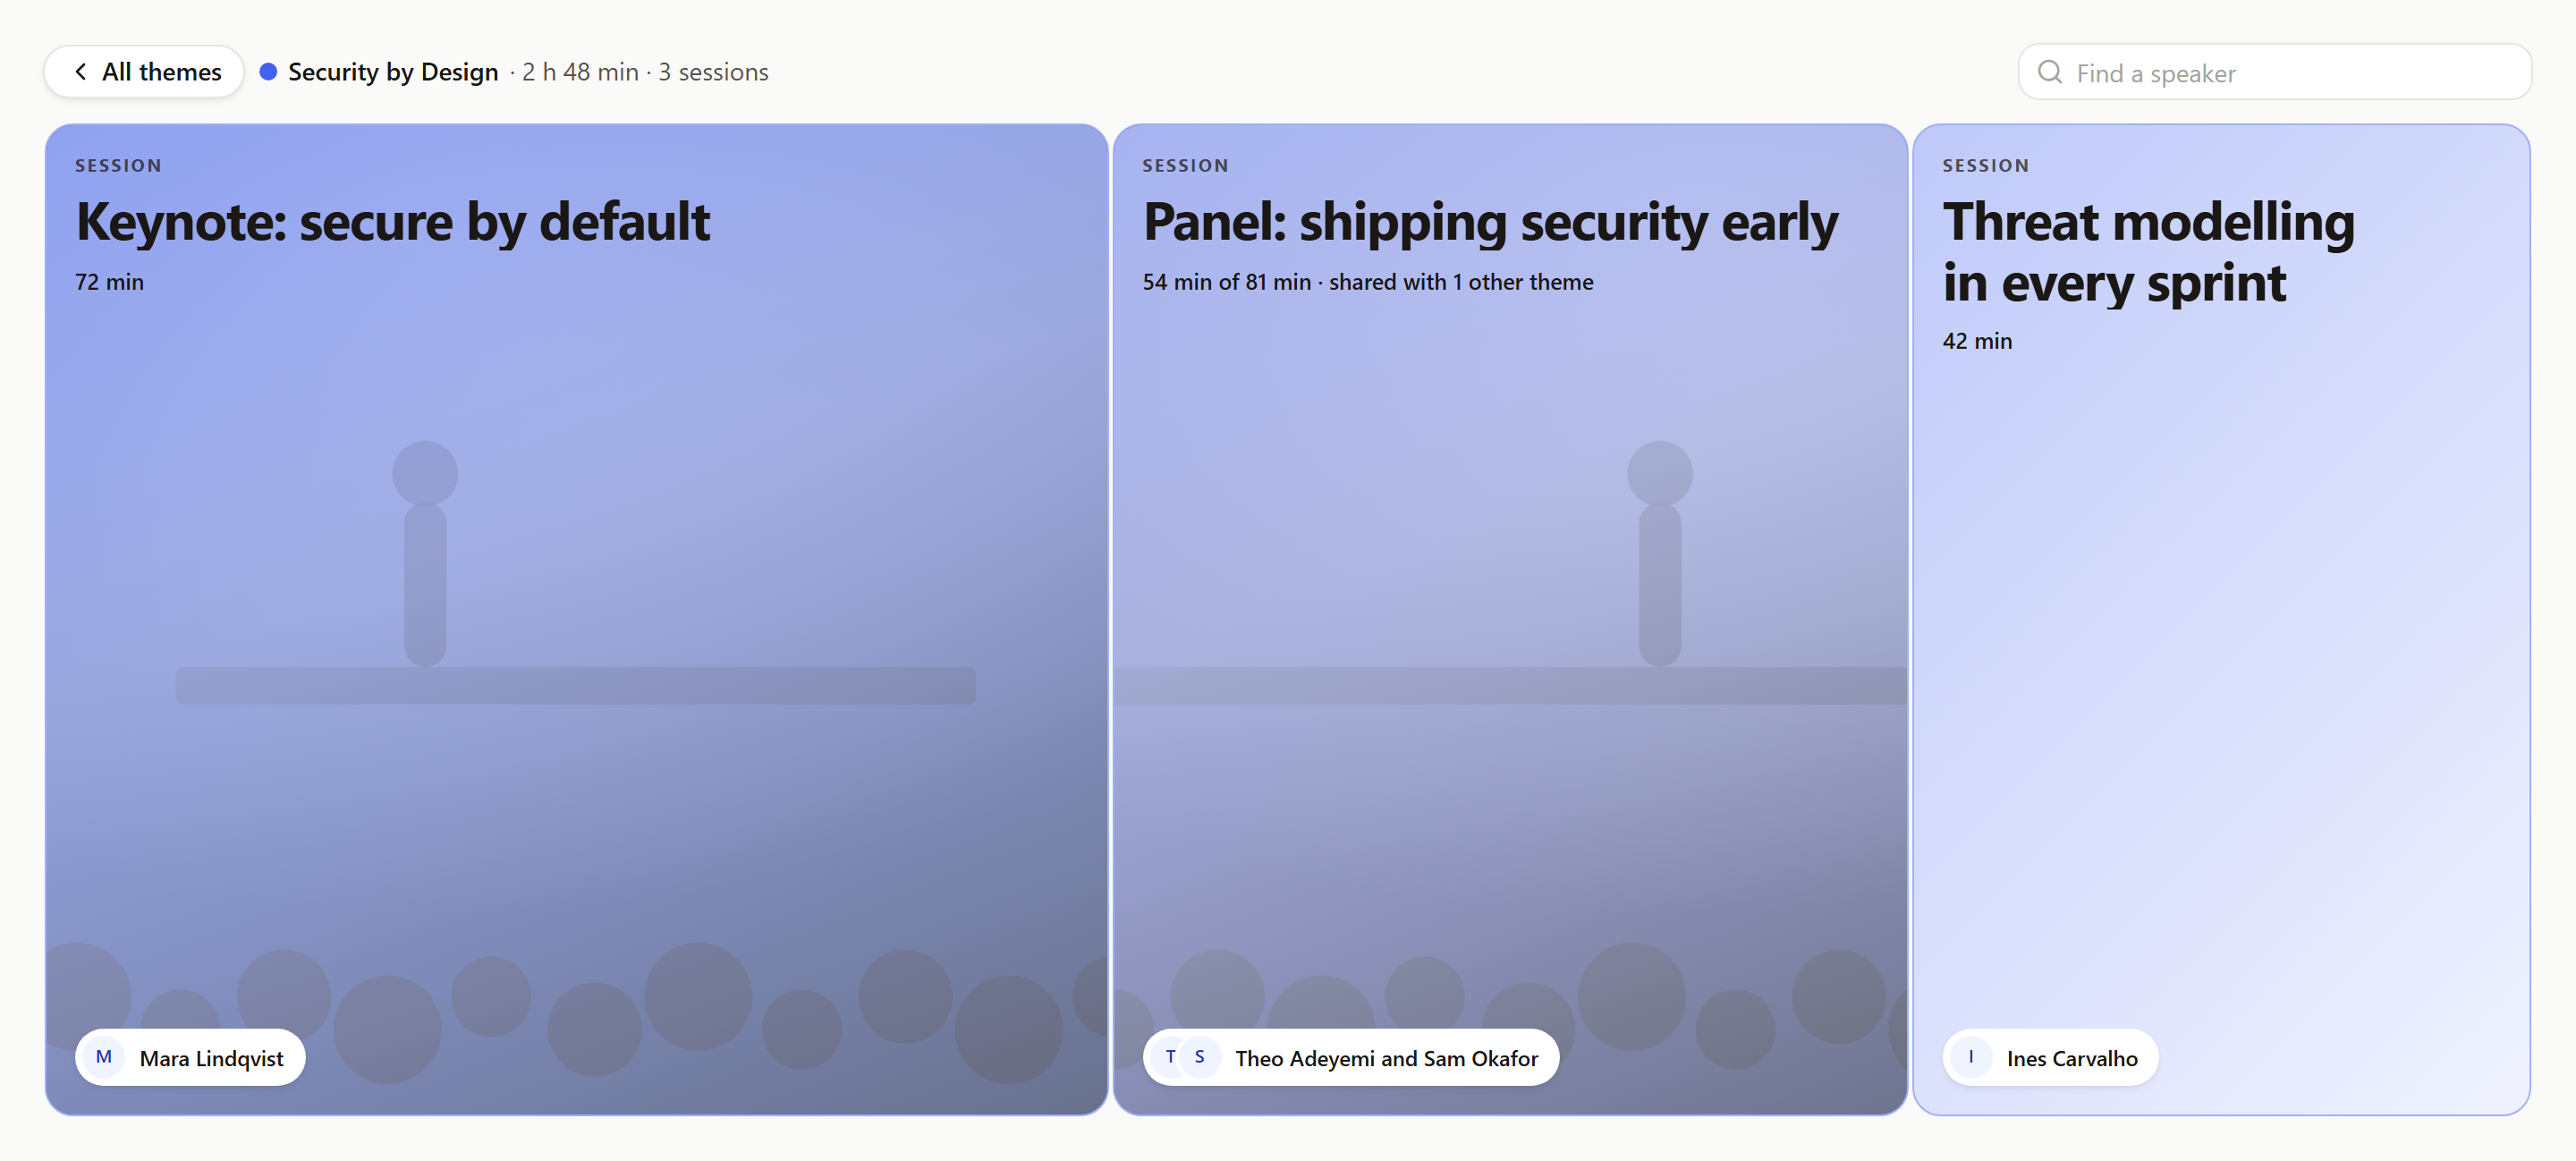 All themes
Security by Design · 2 h 48 min · 3 sessions
Find a speaker
SESSION
Keynote: secure by default
72 min
M Mara Lindqvist
SESSION
Panel: shipping security early
54 min of 81 min · shared with 1 other theme
T S Theo Adeyemi and Sam Okafor
SESSION
Threat modelling
in every sprint
42 min
I Ines Carvalho